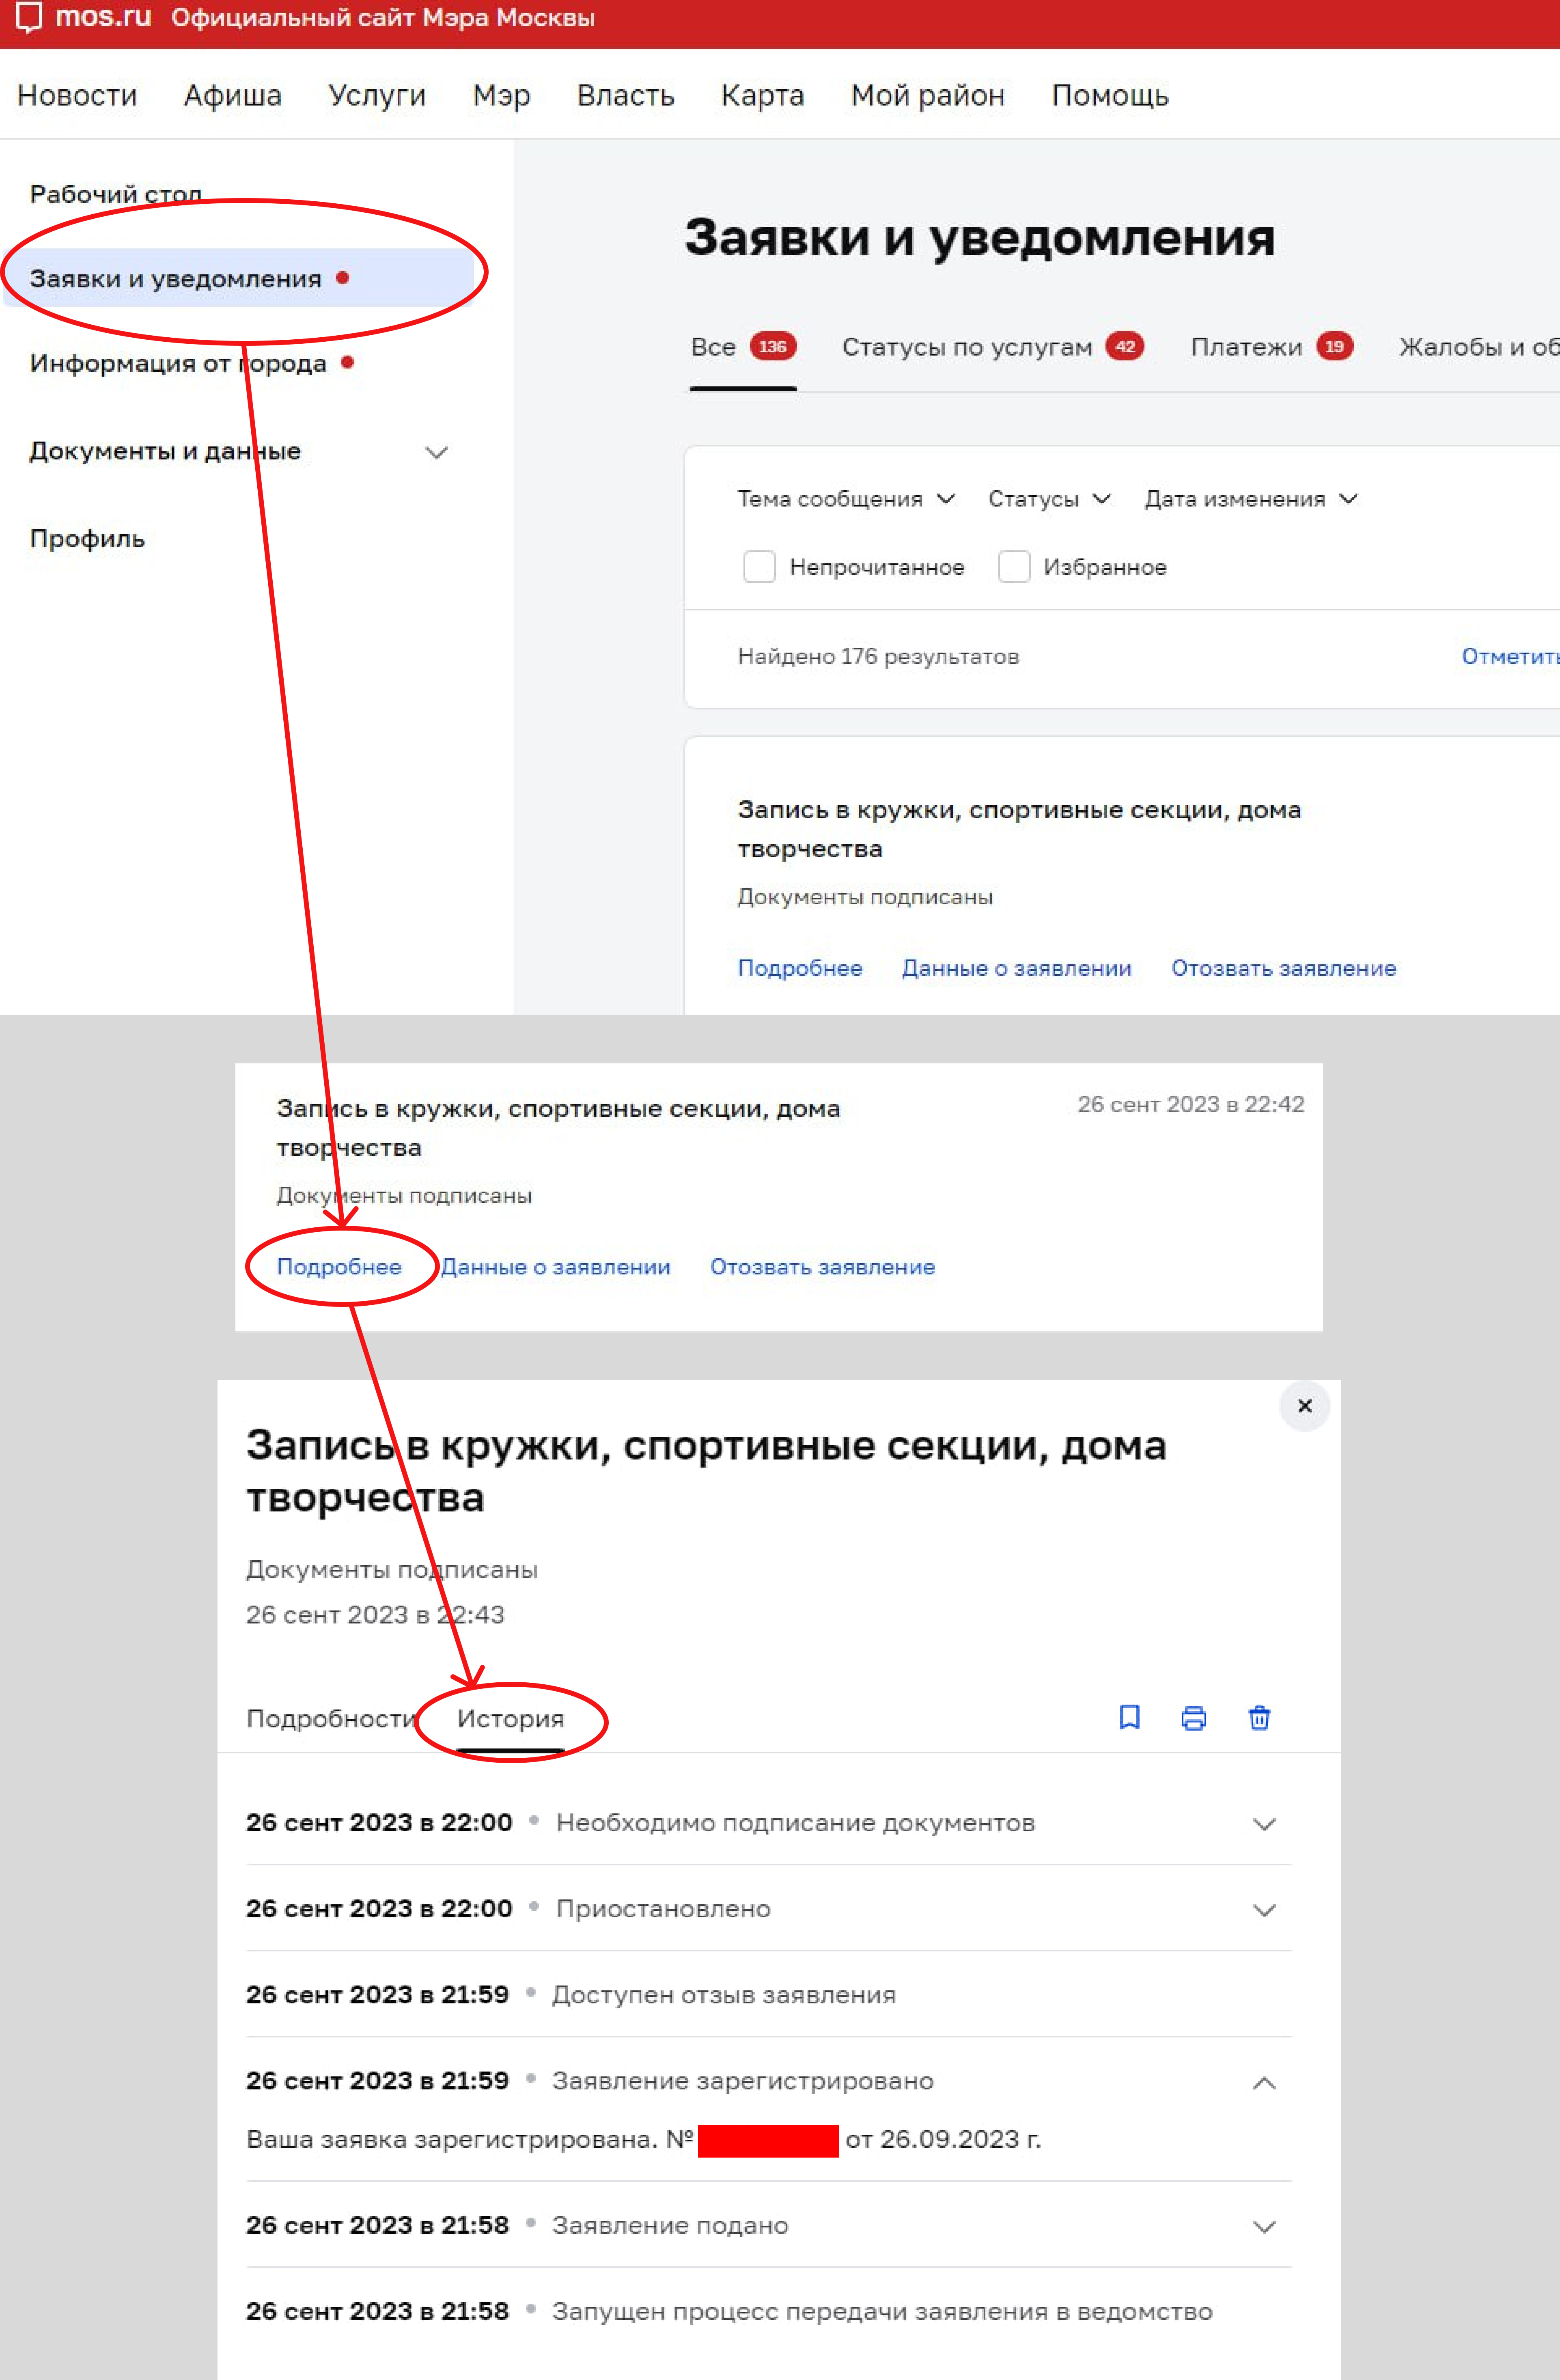 mos.ru Официальный сайт Мэра Москвы
Новости Афиша Услуги Мэр Власть Карта Мой район Помощь
Рабочий стол
Заявки и уведомления
Информация от города
Документы и данные
Профиль
Заявки и уведомления
Все 136 Статусы по услугам 42 Платежи 19 Жалобы и об
Тема сообщения Статусы Дата изменения
Непрочитанное Избранное
Найдено 176 результатов Отметить
Запись в кружки, спортивные секции, дома
творчества
Документы подписаны
Подробнее Данные о заявлении Отозвать заявление
Запись в кружки, спортивные секции, дома 26 сент 2023 в 22:42
творчества
Документы подписаны
Подробнее Данные о заявлении Отозвать заявление
Запись в кружки, спортивные секции, дома
творчества
Документы подписаны
26 сент 2023 в 22:43
Подробности История
26 сент 2023 в 22:00 • Необходимо подписание документов
26 сент 2023 в 22:00 • Приостановлено
26 сент 2023 в 21:59 • Доступен отзыв заявления
26 сент 2023 в 21:59 • Заявление зарегистрировано
Ваша заявка зарегистрирована. № от 26.09.2023 г.
26 сент 2023 в 21:58 • Заявление подано
26 сент 2023 в 21:58 • Запущен процесс передачи заявления в ведомство